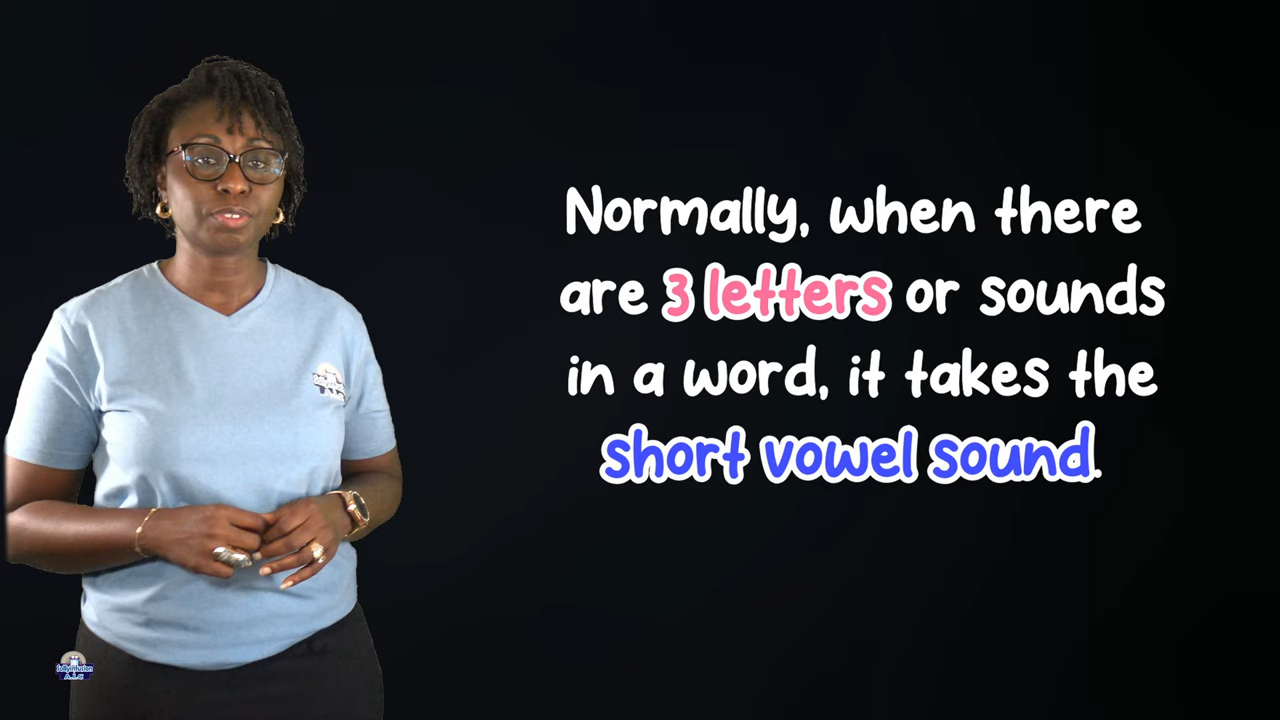 Normally, when there
are 3 letters or sounds
in a word, it takes the
short vowel sound.